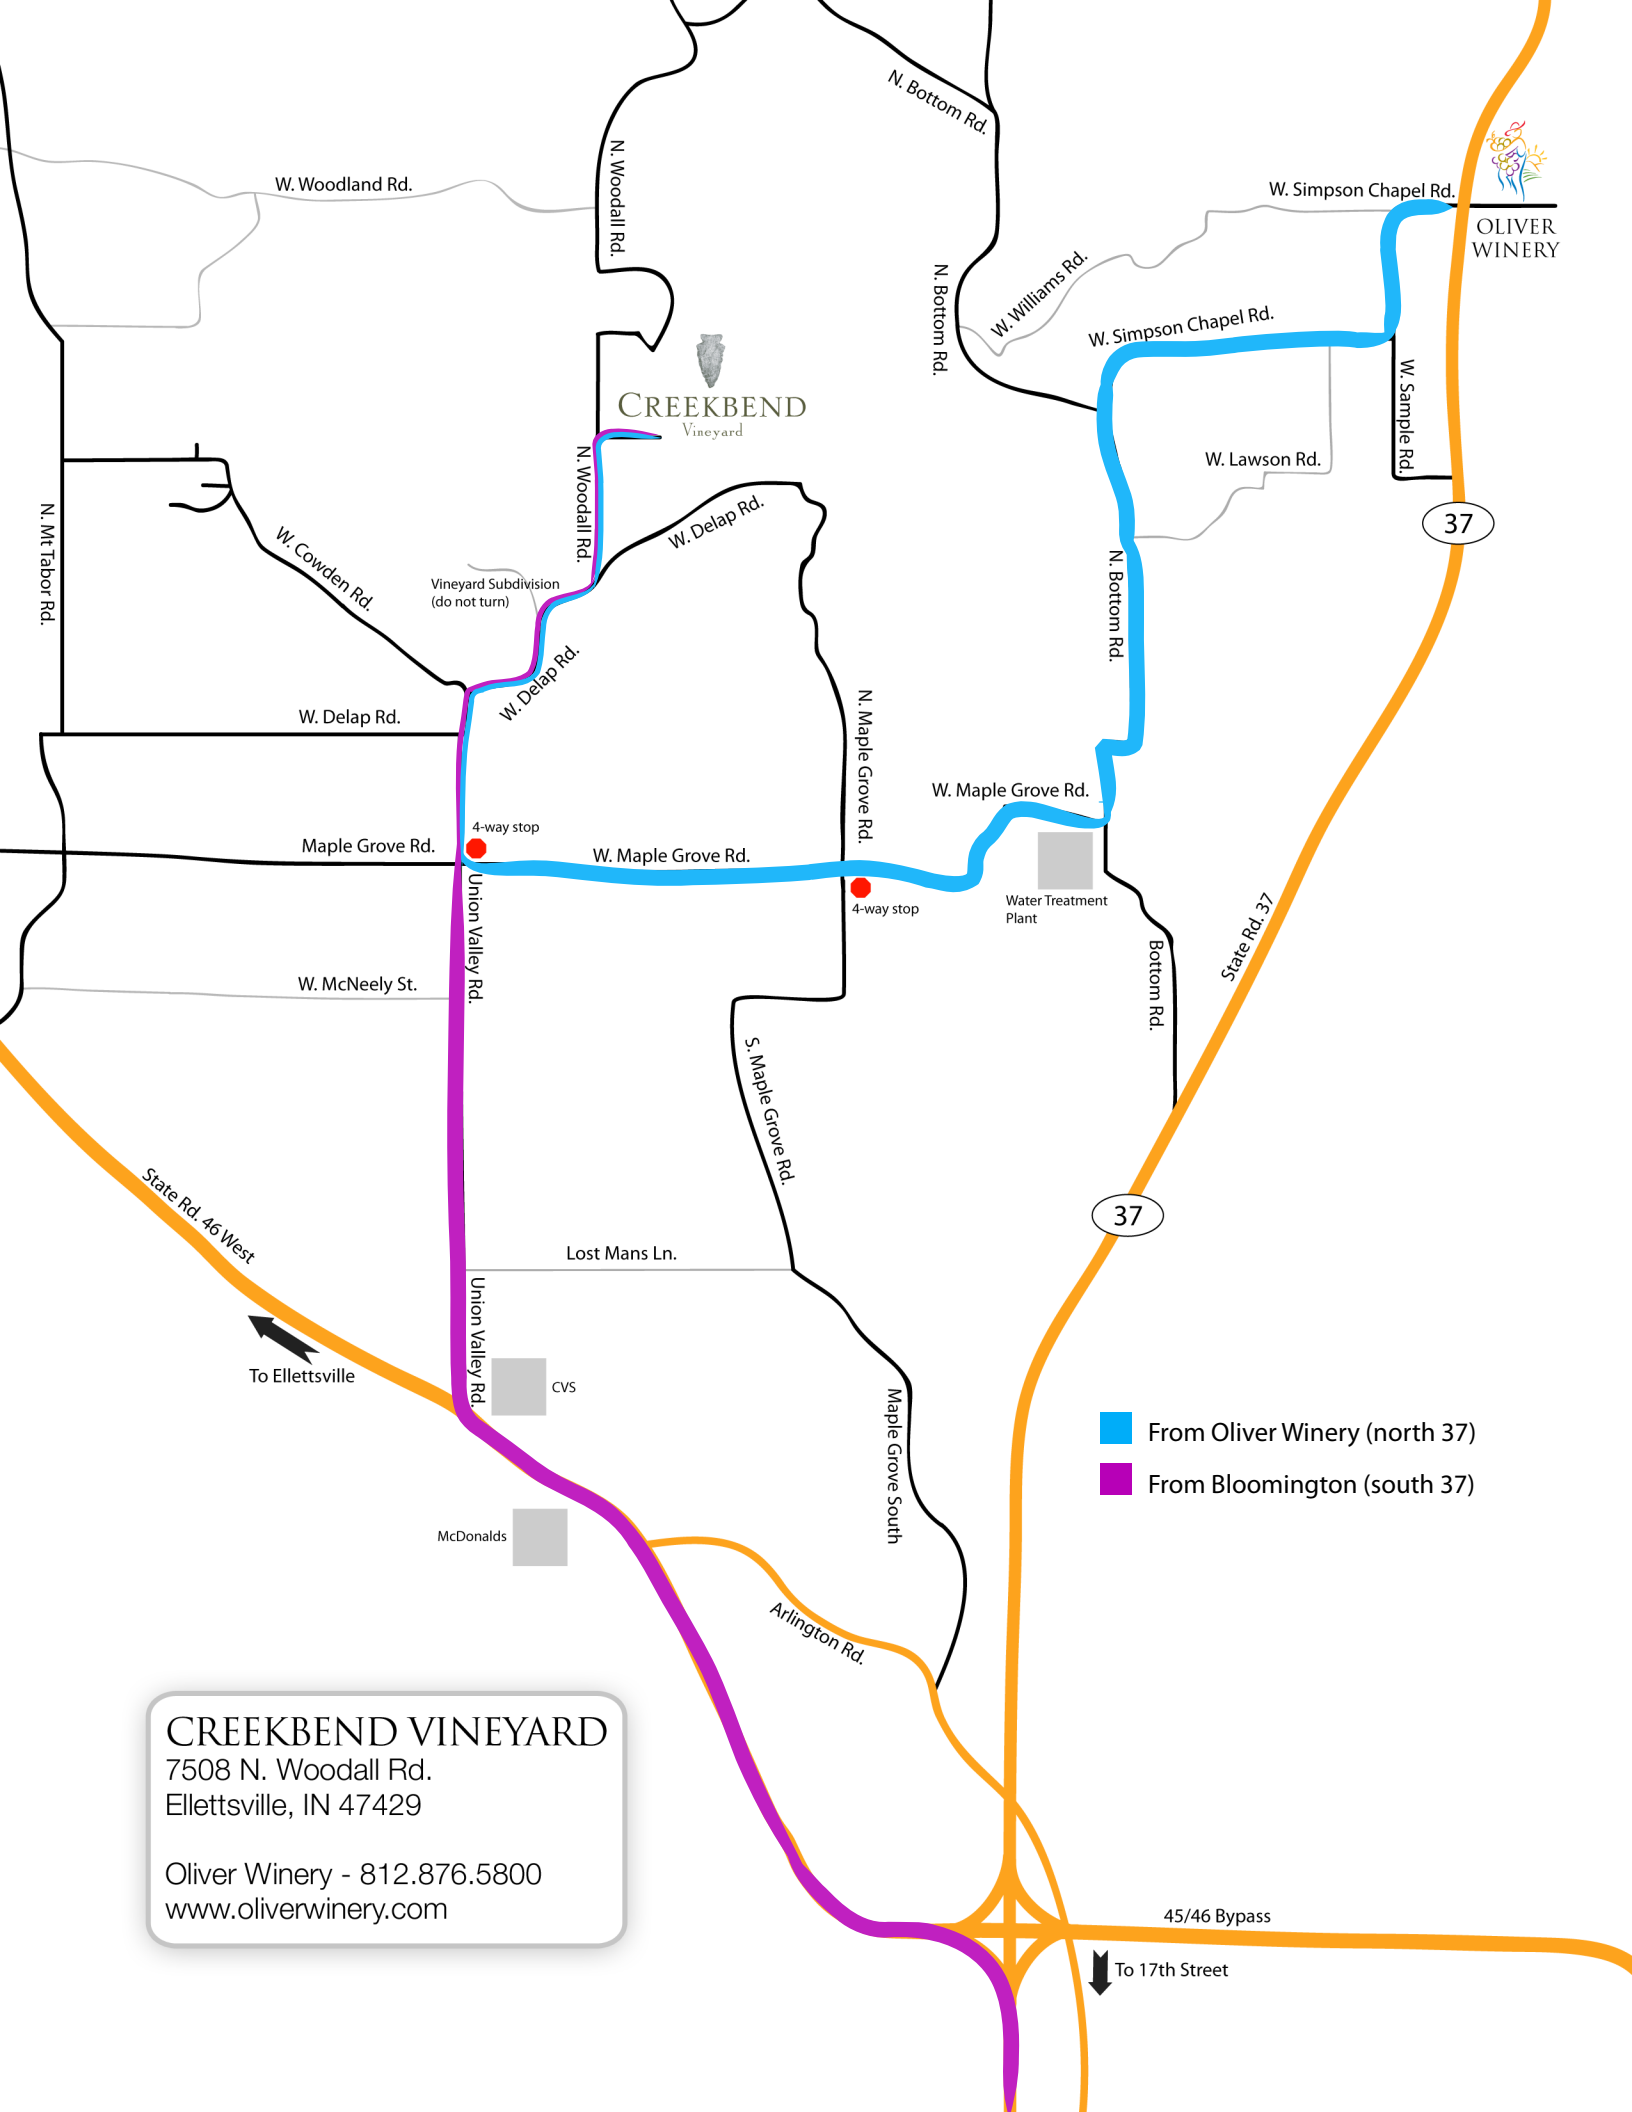 N. Bottom Rd.
W. Woodland Rd.
N. Woodall Rd.
W. Simpson Chapel Rd.
OLIVER
WINERY
N. Bottom Rd.
W. Williams Rd.
W. Simpson Chapel Rd.
CREEKBEND
Vineyard
W. Sample Rd.
W. Lawson Rd.
N. Woodall Rd.
W. Delap Rd.
37
N. Mt Tabor Rd.
W. Cowden Rd.
Vineyard Subdivision
(do not turn)
N. Bottom Rd.
W. Delap Rd.
W. Delap Rd.
N. Maple Grove Rd.
W. Maple Grove Rd.
4-way stop
Maple Grove Rd.
W. Maple Grove Rd.
Union Valley Rd.
4-way stop
Water Treatment
Plant
State Rd. 37
Bottom Rd.
W. McNeely St.
S. Maple Grove Rd.
State Rd. 46 West
37
Lost Mans Ln.
Union Valley Rd.
To Ellettsville
CVS
Maple Grove South
From Oliver Winery (north 37)
From Bloomington (south 37)
McDonalds
Arlington Rd.
CREEKBEND VINEYARD
7508 N. Woodall Rd.
Ellettsville, IN 47429
Oliver Winery - 812.876.5800
www.oliverwinery.com
45/46 Bypass
To 17th Street